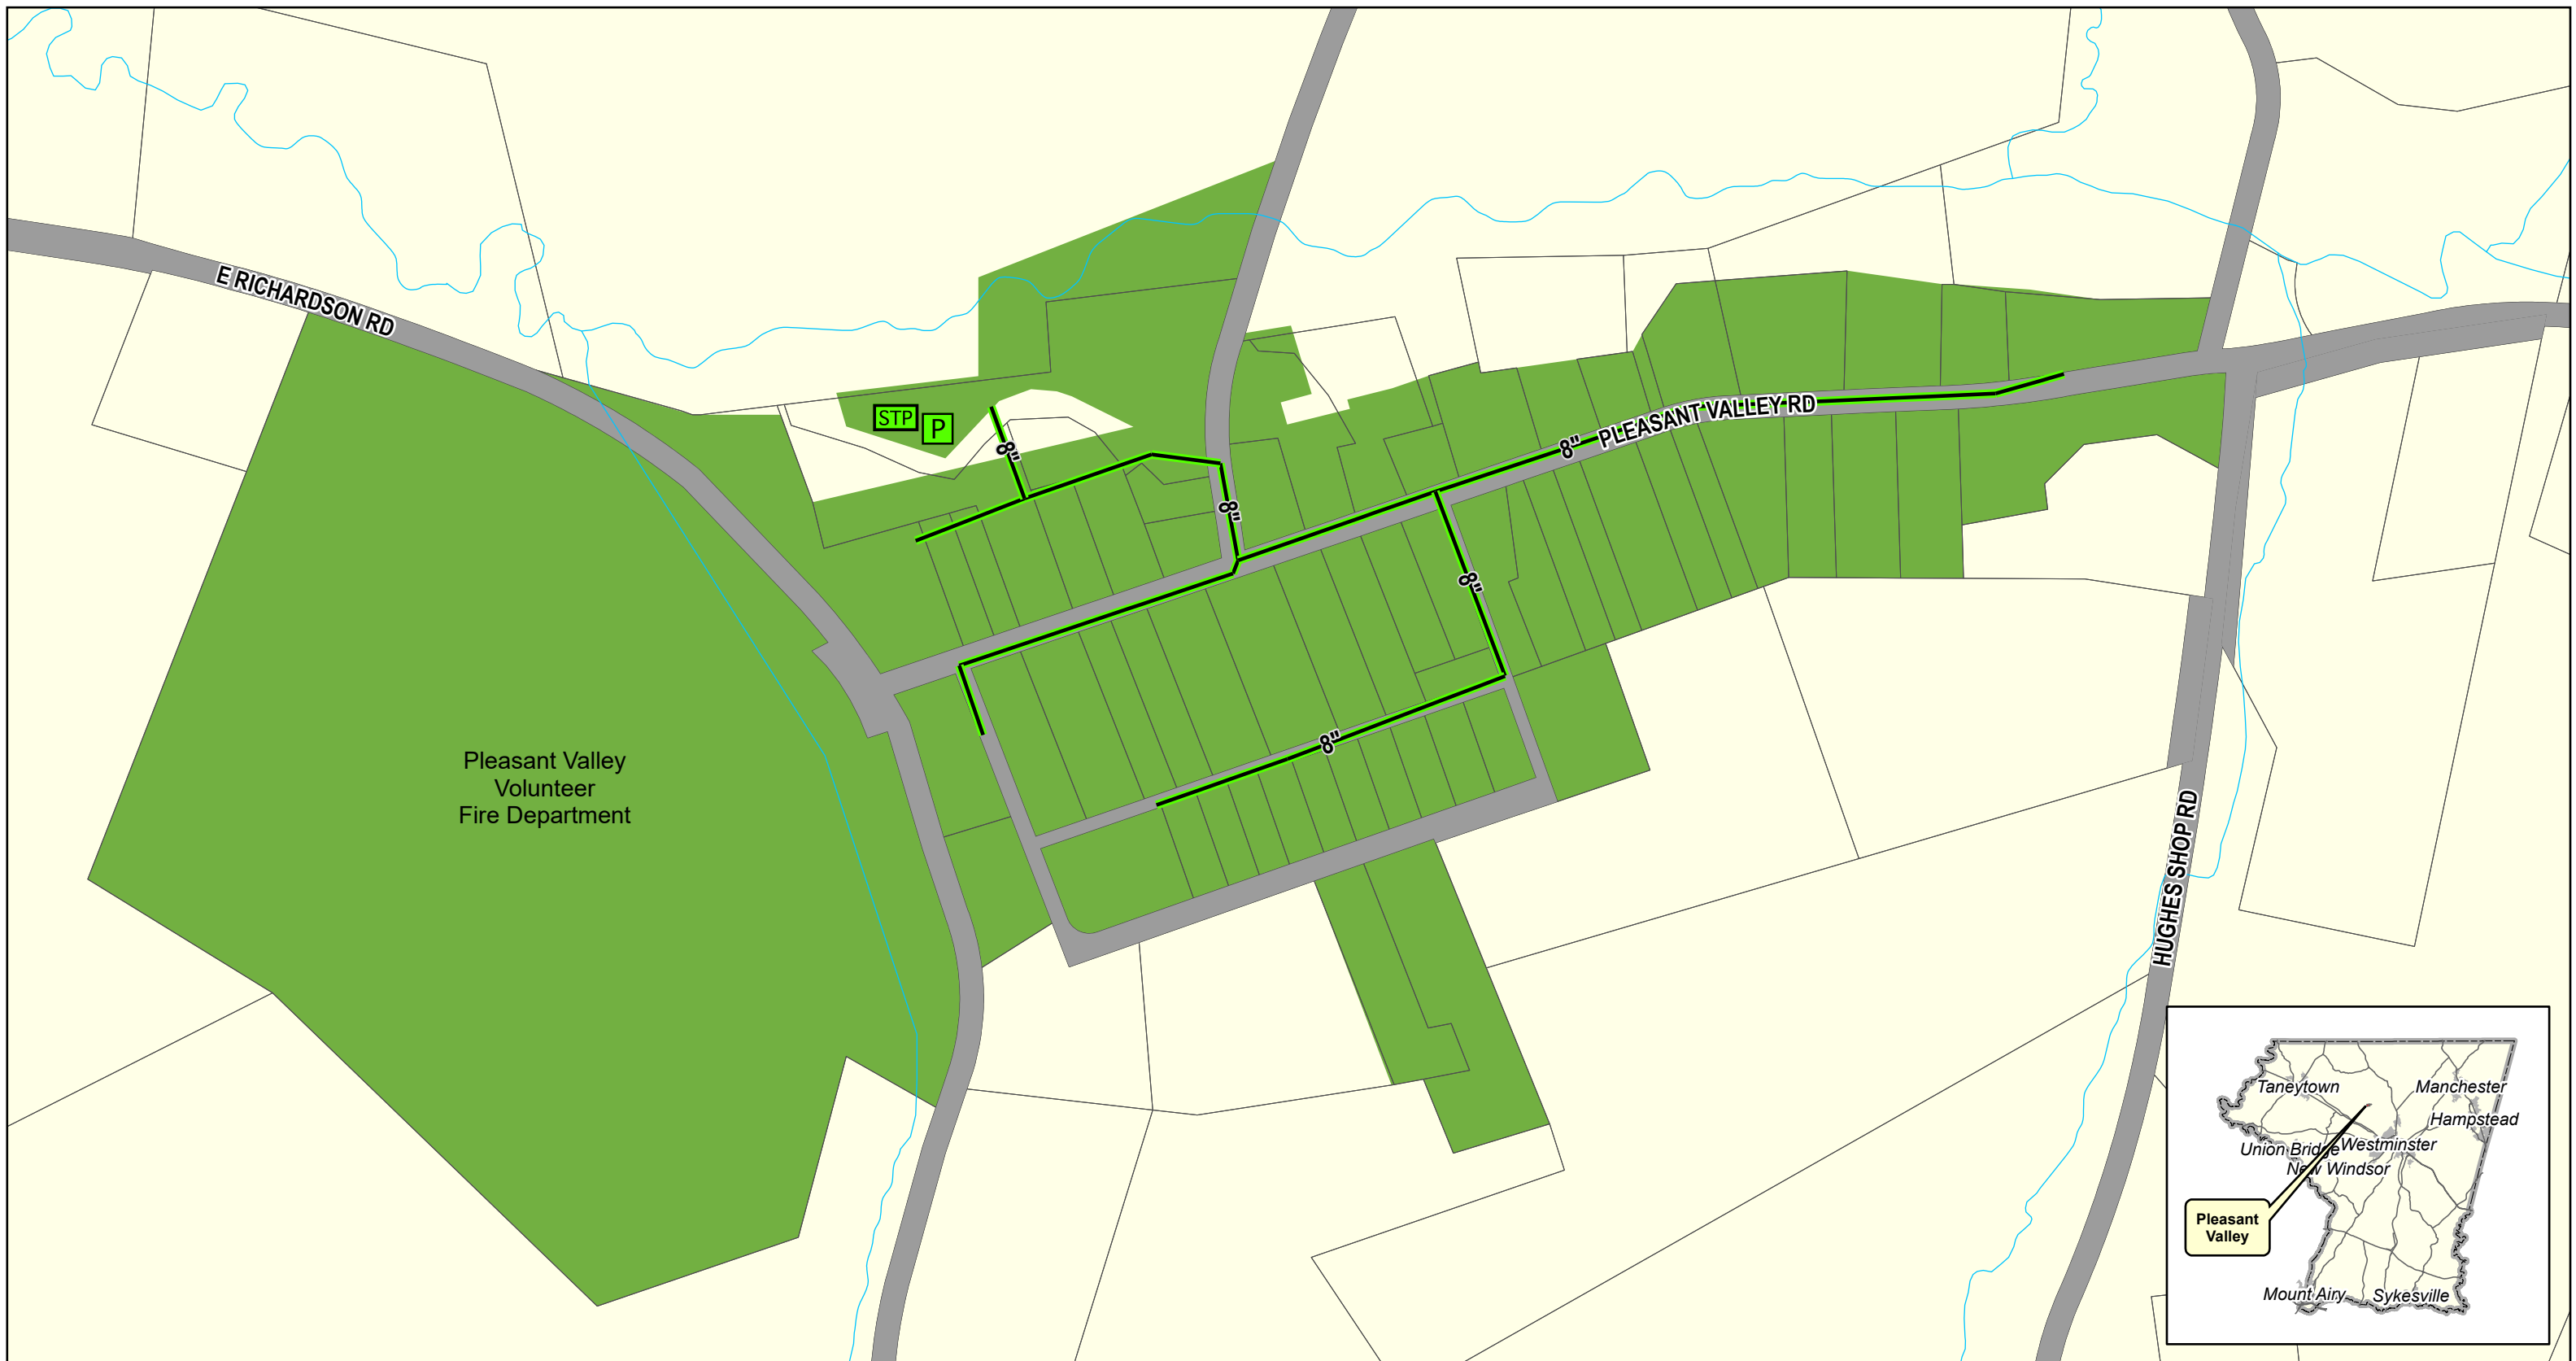 E RICHARDSON RD
STP
P
8"
8"
8"
PLEASANT VALLEY RD
8"
8"
Pleasant Valley
Volunteer
Fire Department
HUGHES SHOP RD
Taneytown
Manchester
Hampstead
Union Bridge
Westminster
New Windsor
Pleasant
Valley
Mount Airy
Sykesville